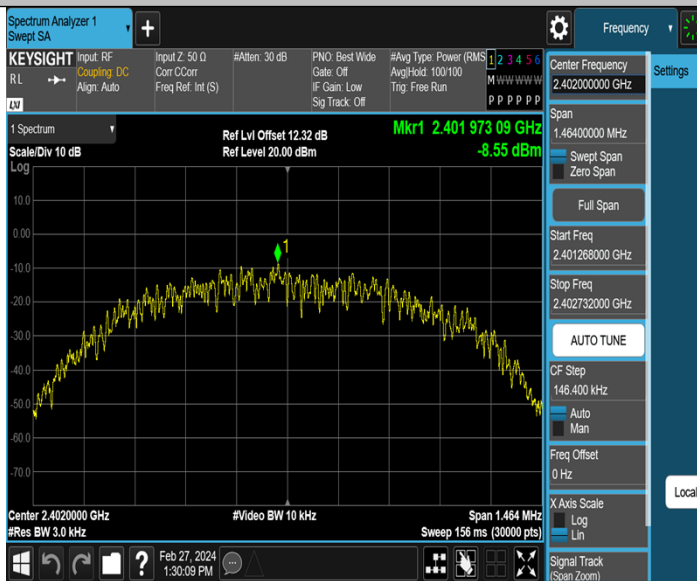 Spectrum Analyzer 1
Swept SA
+
Frequency
KEYSIGHT
RL
LXI
Input: RF
Coupling: DC
Align: Auto
Input Z: 50 Ω
Corr CCorr
Freq Ref: Int (S)
#Atten: 30 dB
PNO: Best Wide
Gate: Off
IF Gain: Low
Sig Track: Off
#Avg Type: Power (RMS
Avg|Hold: 100/100
Trig: Free Run
1 2 3 4 5 6
M W W W W W
P P P P P P
1 Spectrum
Scale/Div 10 dB
Log
Ref Lvl Offset 12.32 dB
Ref Level 20.00 dBm
Mkr1 2.401 973 09 GHz
-8.55 dBm
10.0
0.00
-10.0
-20.0
-30.0
-40.0
-50.0
-60.0
-70.0
1
Center 2.4020000 GHz
#Res BW 3.0 kHz
#Video BW 10 kHz
Span 1.464 MHz
Sweep 156 ms (30000 pts)
Center Frequency
2.402000000 GHz
Span
1.46400000 MHz
Swept Span
Zero Span
Full Span
Start Freq
2.401268000 GHz
Stop Freq
2.402732000 GHz
AUTO TUNE
CF Step
146.400 kHz
Auto
Man
Freq Offset
0 Hz
X Axis Scale
Log
Lin
Signal Track
(Span Zoom)
Settings
Local
?
Feb 27, 2024
1:30:09 PM